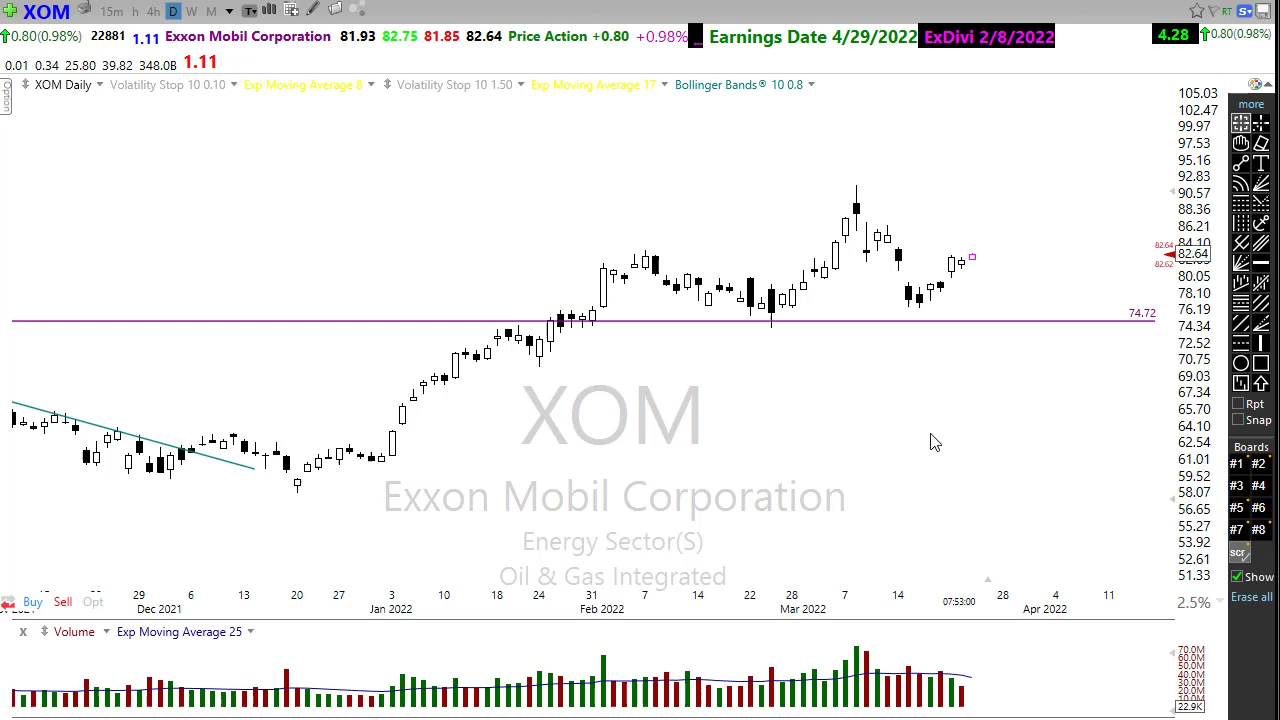 XOM 15m h 4h D W M RT
0.80(0.98%) 22881 1.11 Exxon Mobil Corporation 81.93 82.75 81.85 82.64 Price Action +0.80 +0.98% ... Earnings Date 4/29/2022 ExDivi 2/8/2022 4.28 0.80(0.98%)
0.01 0.34 25.80 39.82 348.0B 1.11
Option
XOM Daily Volatility Stop 10 0.10 Exp Moving Average 8 Volatility Stop 10 1.50 Exp Moving Average 17 Bollinger Bands® 10 0.8
105.03
more
102.47
99.97
97.53
95.16
92.83
90.57
88.36
86.21
84.10
82.64
82.64
82.62
80.05
78.10
76.19
74.72
74.34
72.52
70.75
69.03
67.34
65.70
64.10
62.54
61.01
59.52
58.07
56.65
55.27
53.92
52.61
51.33
Rpt
Snap
Boards
#1 #2
#3 #4
#5 #6
#7 #8
scr
Show
Erase all
XOM
Exxon Mobil Corporation
Energy Sector(S)
Oil & Gas Integrated
29 6 13 20 27 3 10 18 24 31 7 14 22 28 7 14 07:53:00 28 4 11
Buy Sell Opt
Dec 2021 Jan 2022 Feb 2022 Mar 2022 Apr 2022
2.5%
x Volume Exp Moving Average 25
70.0M
60.0M
50.0M
40.0M
30.0M
20.0M
10.0M
22.9K